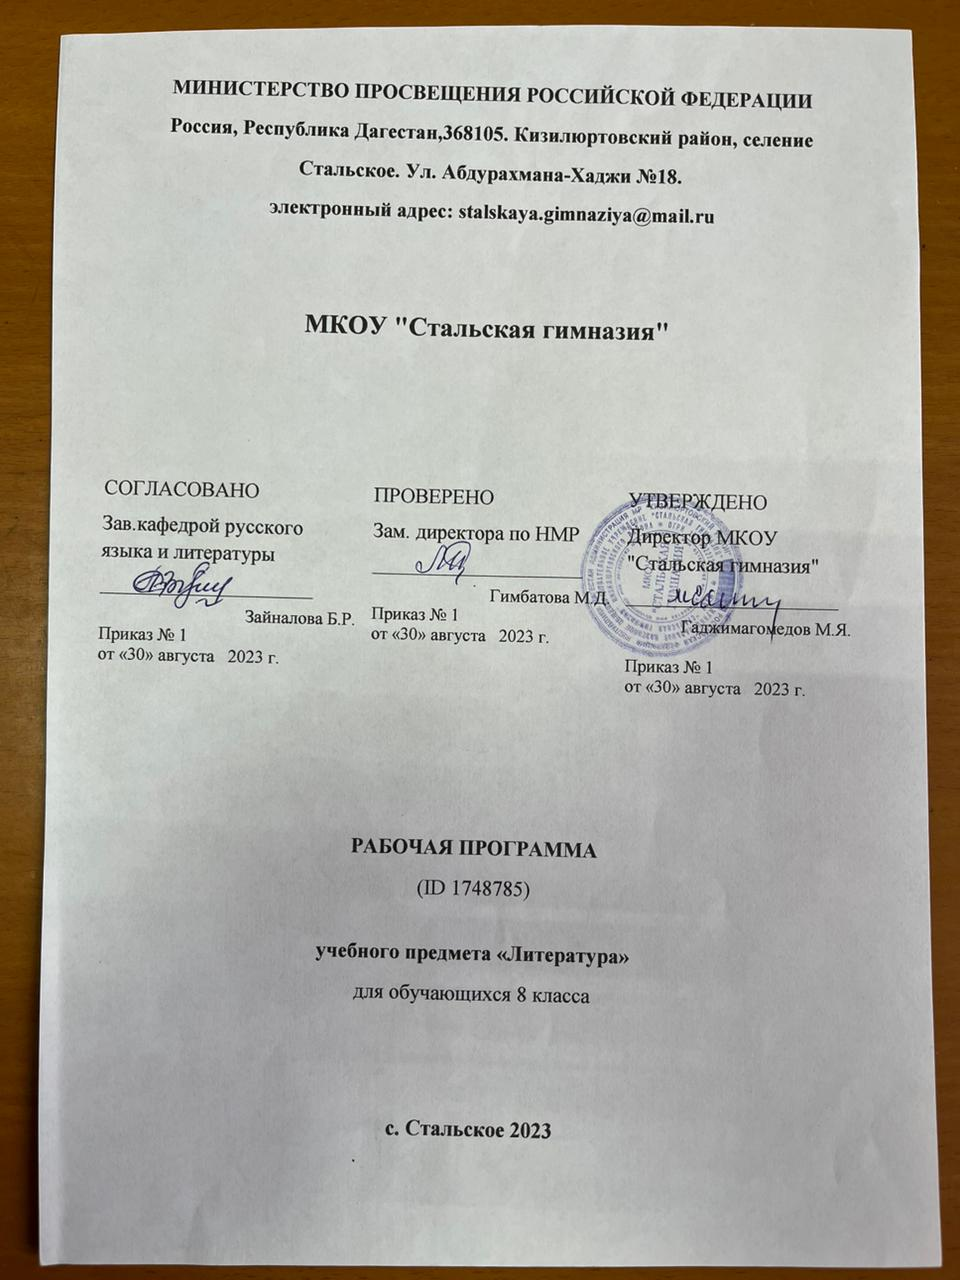 МИНИСТЕРСТВО ПРОСВЕЩЕНИЯ РОССИЙСКОЙ ФЕДЕРАЦИИ
Россия, Республика Дагестан,368105. Кизилюртовский район, селение
Стальское. Ул. Абдурахмана-Хаджи №18.
электронный адрес: stalskaya.gimnaziya@mail.ru
МКОУ "Стальская гимназия"
СОГЛАСОВАНО
Зав.кафедрой русского
языка и литературы
Зайналова Б.Р.
Приказ № 1
от «30» августа 2023 г.
ПРОВЕРЕНО
Зам. директора по НМР
Гимбатова М.Д.
Приказ № 1
от «30» августа 2023 г.
УТВЕРЖДЕНО
Директор МКОУ
"Стальская гимназия"
Гаджимагомедов М.Я.
Приказ № 1
от «30» августа 2023 г.
МКОУ
"СТАЛЬСКАЯ
ГИМНАЗИЯ"
РАБОЧАЯ ПРОГРАММА
(ID 1748785)
учебного предмета «Литература»
для обучающихся 8 класса
с. Стальское 2023